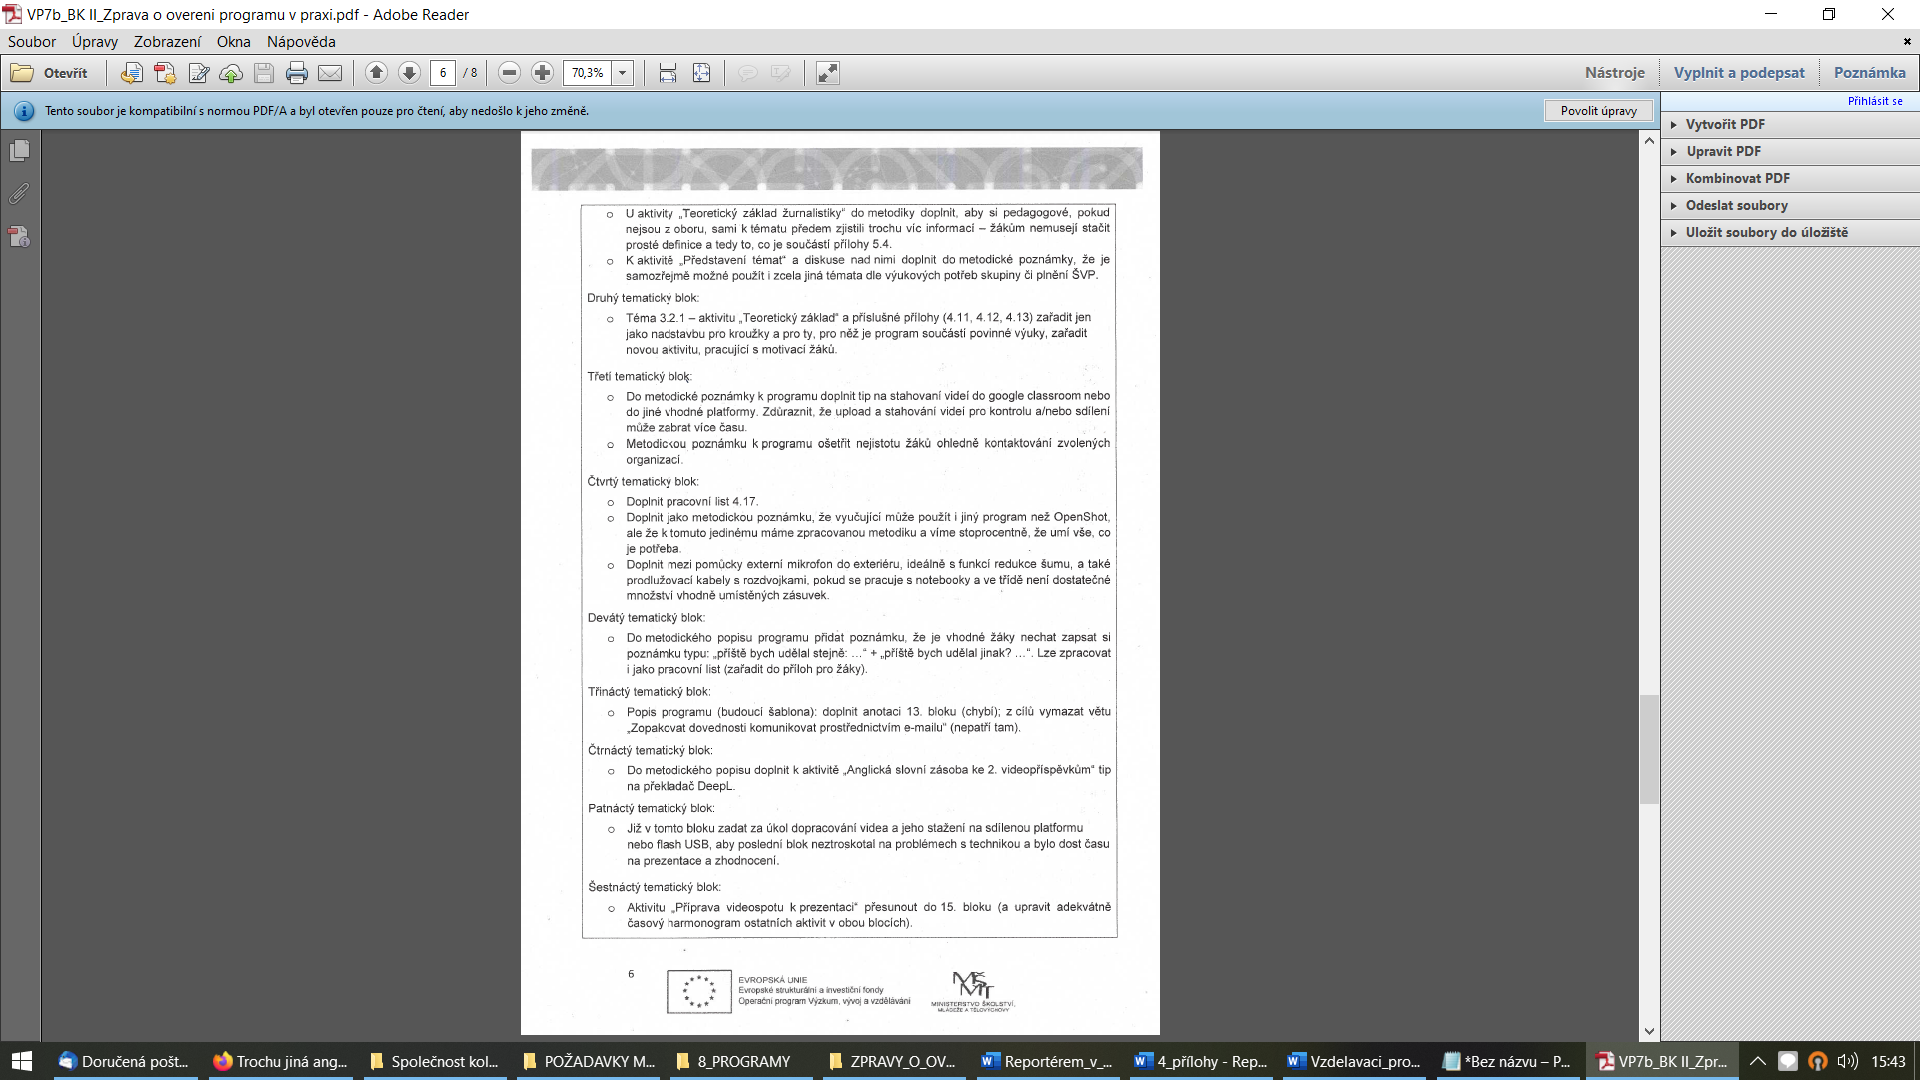 VP7b_BK II_Zprava o overeni programu v praxi.pdf - Adobe Reader
Soubor Úpravy Zobrazení Okna Nápověda
Otevřít 6 / 8 70,3% Nástroje Vyplnit a podepsat Poznámka
Tento soubor je kompatibilní s normou PDF/A a byl otevřen pouze pro čtení, aby nedošlo k jeho změně. Povolit úpravy
Přihlásit se
Vytvořit PDF
Upravit PDF
Kombinovat PDF
Odeslat soubory
Uložit soubory do úložiště
U aktivity „Teoretický základ žurnalistiky“ do metodiky doplnit, aby si pedagogové, pokud
nejsou z oboru, sami k tématu předem zjistili trochu víc informací – žákům nemusejí stačit
prosté definice a tedy to, co je součástí přílohy 5.4.
K aktivitě „Představení témat“ a diskuse nad nimi doplnit do metodické poznámky, že je
samozřejmě možné použít i zcela jiná témata dle výukových potřeb skupiny či plnění ŠVP.
Druhý tematický blok:
Téma 3.2.1 – aktivitu „Teoretický základ“ a příslušné přílohy (4.11, 4.12, 4.13) zařadit jen
jako nadstavbu pro kroužky a pro ty, pro něž je program součástí povinné výuky, zařadit
novou aktivitu, pracující s motivací žáků.
Třetí tematický blok:
Do metodické poznámky k programu doplnit tip na stahovaní videí do google classroom nebo
do jiné vhodné platformy. Zdůraznit, že upload a stahování videí pro kontrolu a/nebo sdílení
může zabrat více času.
Metodickou poznámku k programu ošetřit nejistotu žáků ohledně kontaktování zvolených
organizací.
Čtvrtý tematický blok:
Doplnit pracovní list 4.17.
Doplnit jako metodickou poznámku, že vyučující může použít i jiný program než OpenShot,
ale že k tomuto jedinému máme zpracovanou metodiku a víme stoprocentně, že umí vše, co
je potřeba.
Doplnit mezi pomůcky externí mikrofon do exteriéru, ideálně s funkcí redukce šumu, a také
prodlužovací kabely s rozdvojkami, pokud se pracuje s notebooky a ve třídě není dostatečné
množství vhodně umístěných zásuvek.
Devátý tematický blok:
Do metodického popisu programu přidat poznámku, že je vhodné žáky nechat zapsat si
poznámku typu: „příště bych udělal stejně: ...“ + „příště bych udělal jinak? ...“. Lze zpracovat
i jako pracovní list (zařadit do příloh pro žáky).
Třináctý tematický blok:
Popis programu (budoucí šablona): doplnit anotaci 13. bloku (chybí); z cílů vymazat větu
„Zopakovat dovednosti komunikovat prostřednictvím e-mailu“ (nepatří tam).
Čtrnáctý tematický blok:
Do metodického popisu doplnit k aktivitě „Anglická slovní zásoba ke 2. videopříspěvkům“ tip
na překladač DeepL.
Patnáctý tematický blok:
Již v tomto bloku zadat za úkol dopracování videa a jeho stažení na sdílenou platformu
nebo flash USB, aby poslední blok neztroskotal na problémech s technikou a bylo dost času
na prezentace a zhodnocení.
Šestnáctý tematický blok:
Aktivitu „Příprava videospotu k prezentaci“ přesunout do 15. bloku (a upravit adekvátně
časový harmonogram ostatních aktivit v obou blocích).
6
EVROPSKÁ UNIE
Evropské strukturální a investiční fondy
Operační program Výzkum, vývoj a vzdělávání
MŠMT
MINISTERSTVO ŠKOLSTVÍ,
MLÁDEŽE A TĚLOVÝCHOVY
Doručená pošt... Trochu jiná ang... Společnost kol... POŽADAVKY M... 8_PROGRAMY ZPRAVY_O_OV... Reportérem_v_... 4_přílohy - Rep... Vzdelavaci_pro... *Bez názvu – P... VP7b_BK II_Zpr... 15:43